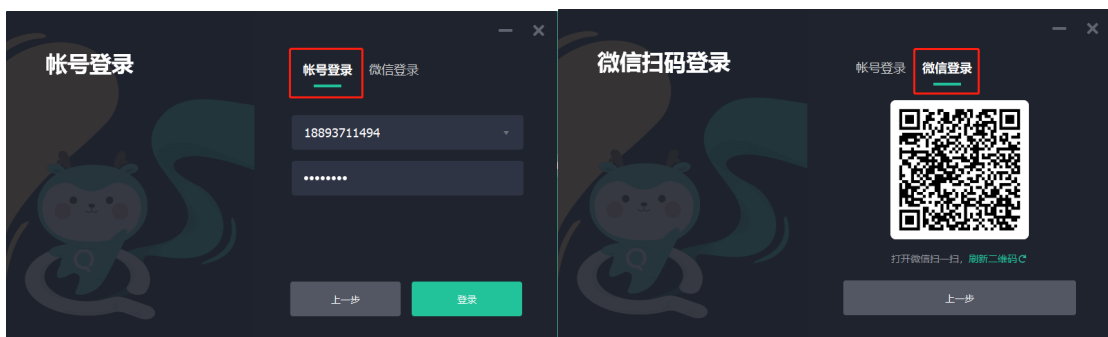 帐号登录
帐号登录 微信登录
18893711494
••••••••
上一步 登录
Q
微信扫码登录
帐号登录 微信登录
打开微信扫一扫，刷新二维码
上一步